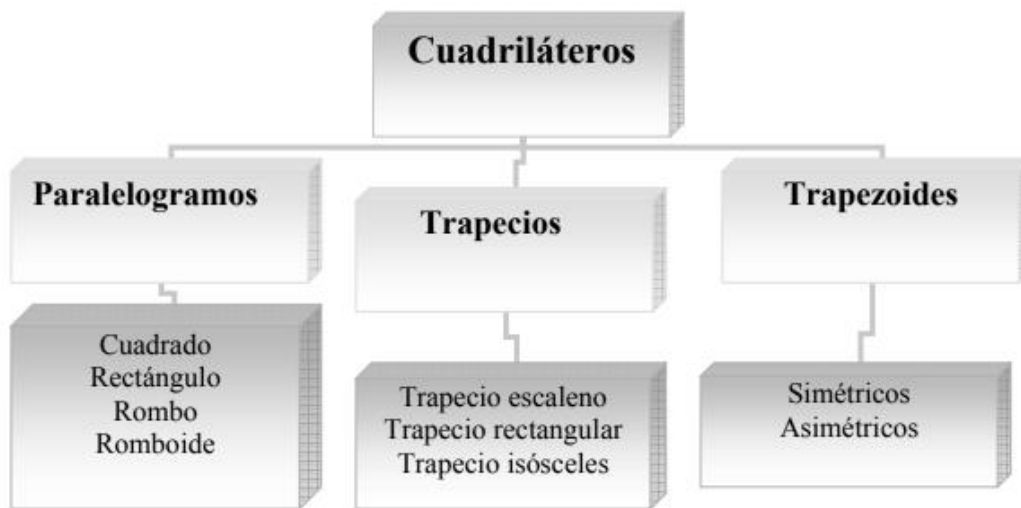 Cuadriláteros
Paralelogramos
Trapecios
Trapezoides
Cuadrado
Rectángulo
Rombo
Romboide
Trapecio escaleno
Trapecio rectangular
Trapecio isósceles
Simétricos
Asimétricos